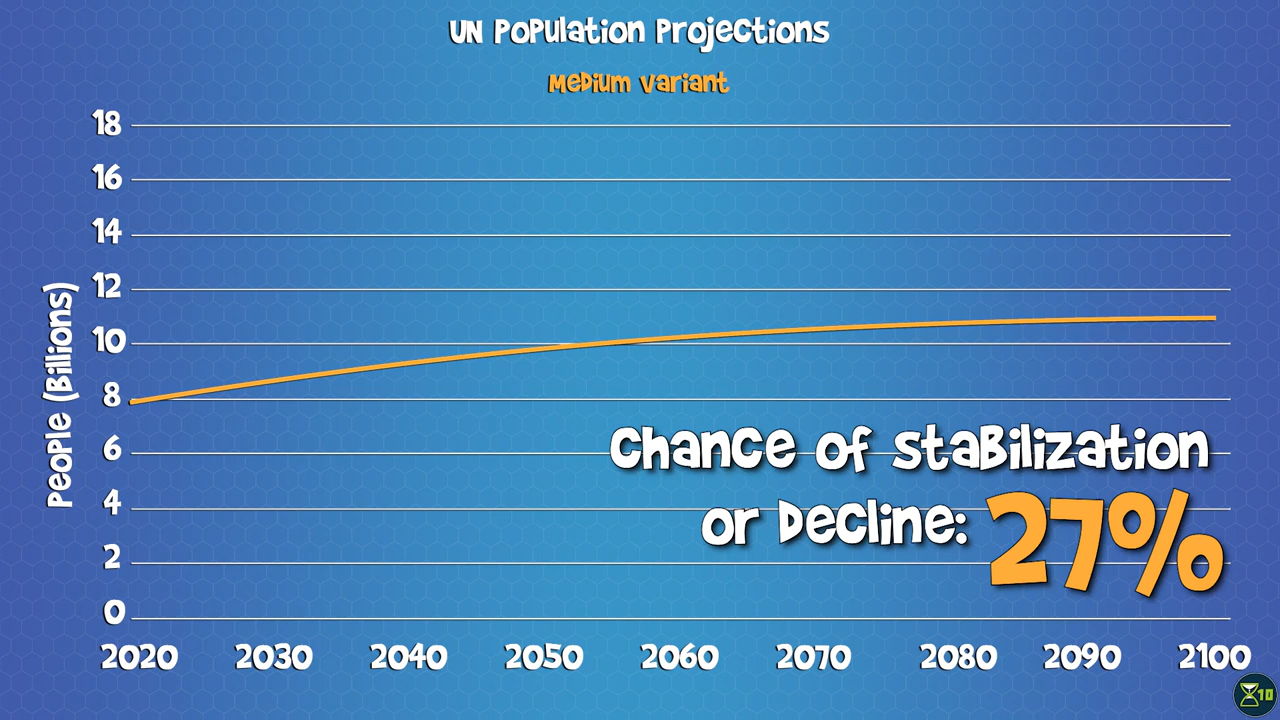 UN Population Projections
Medium Variant
18
16
14
12
10
8
6
4
2
0
People (Billions)
Chance of Stabilization
or Decline: 27%
2020 2030 2040 2050 2060 2070 2080 2090 2100
10